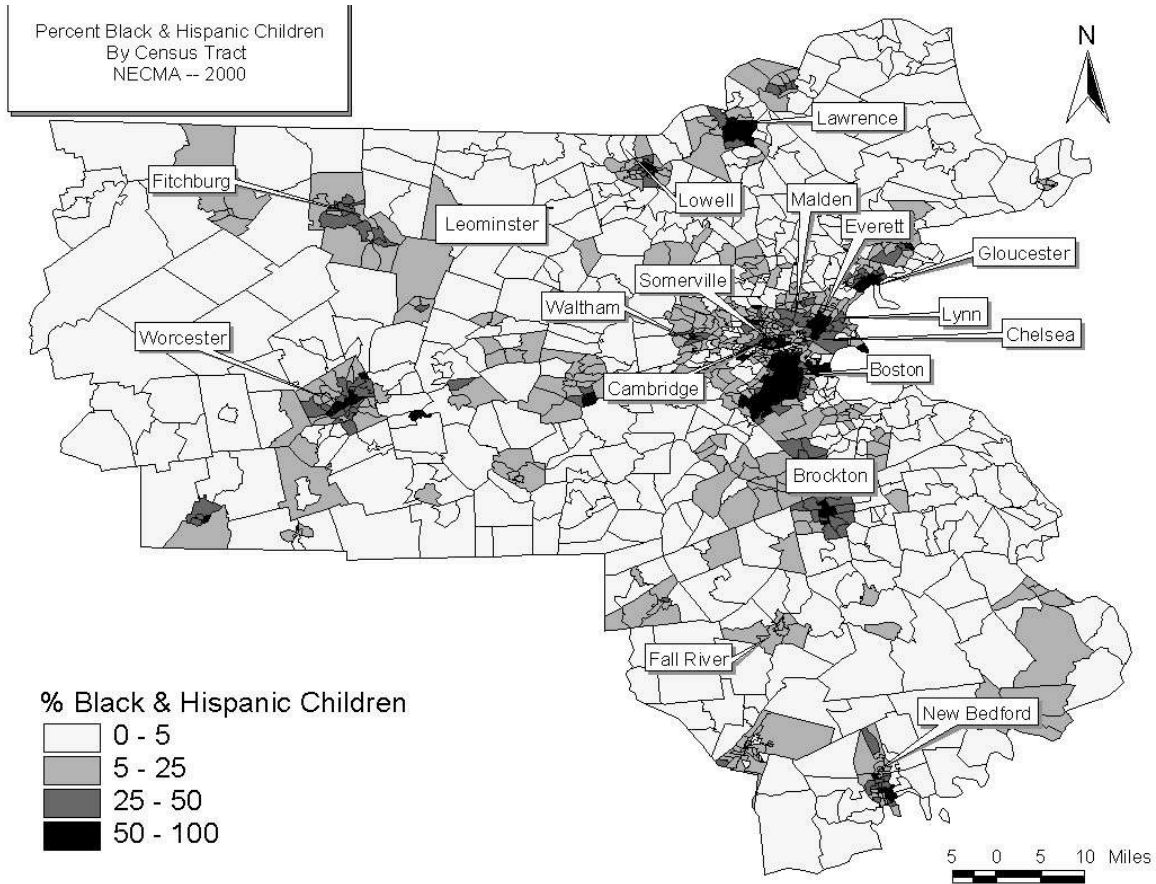 Percent Black & Hispanic Children
By Census Tract
NECMA -- 2000
N
Lawrence
Fitchburg
Lowell
Malden
Leominster
Everett
Gloucester
Somerville
Waltham
Lynn
Worcester
Chelsea
Boston
Cambridge
Brockton
Fall River
New Bedford
% Black & Hispanic Children
0 - 5
5 - 25
25 - 50
50 - 100
5 0 5 10 Miles